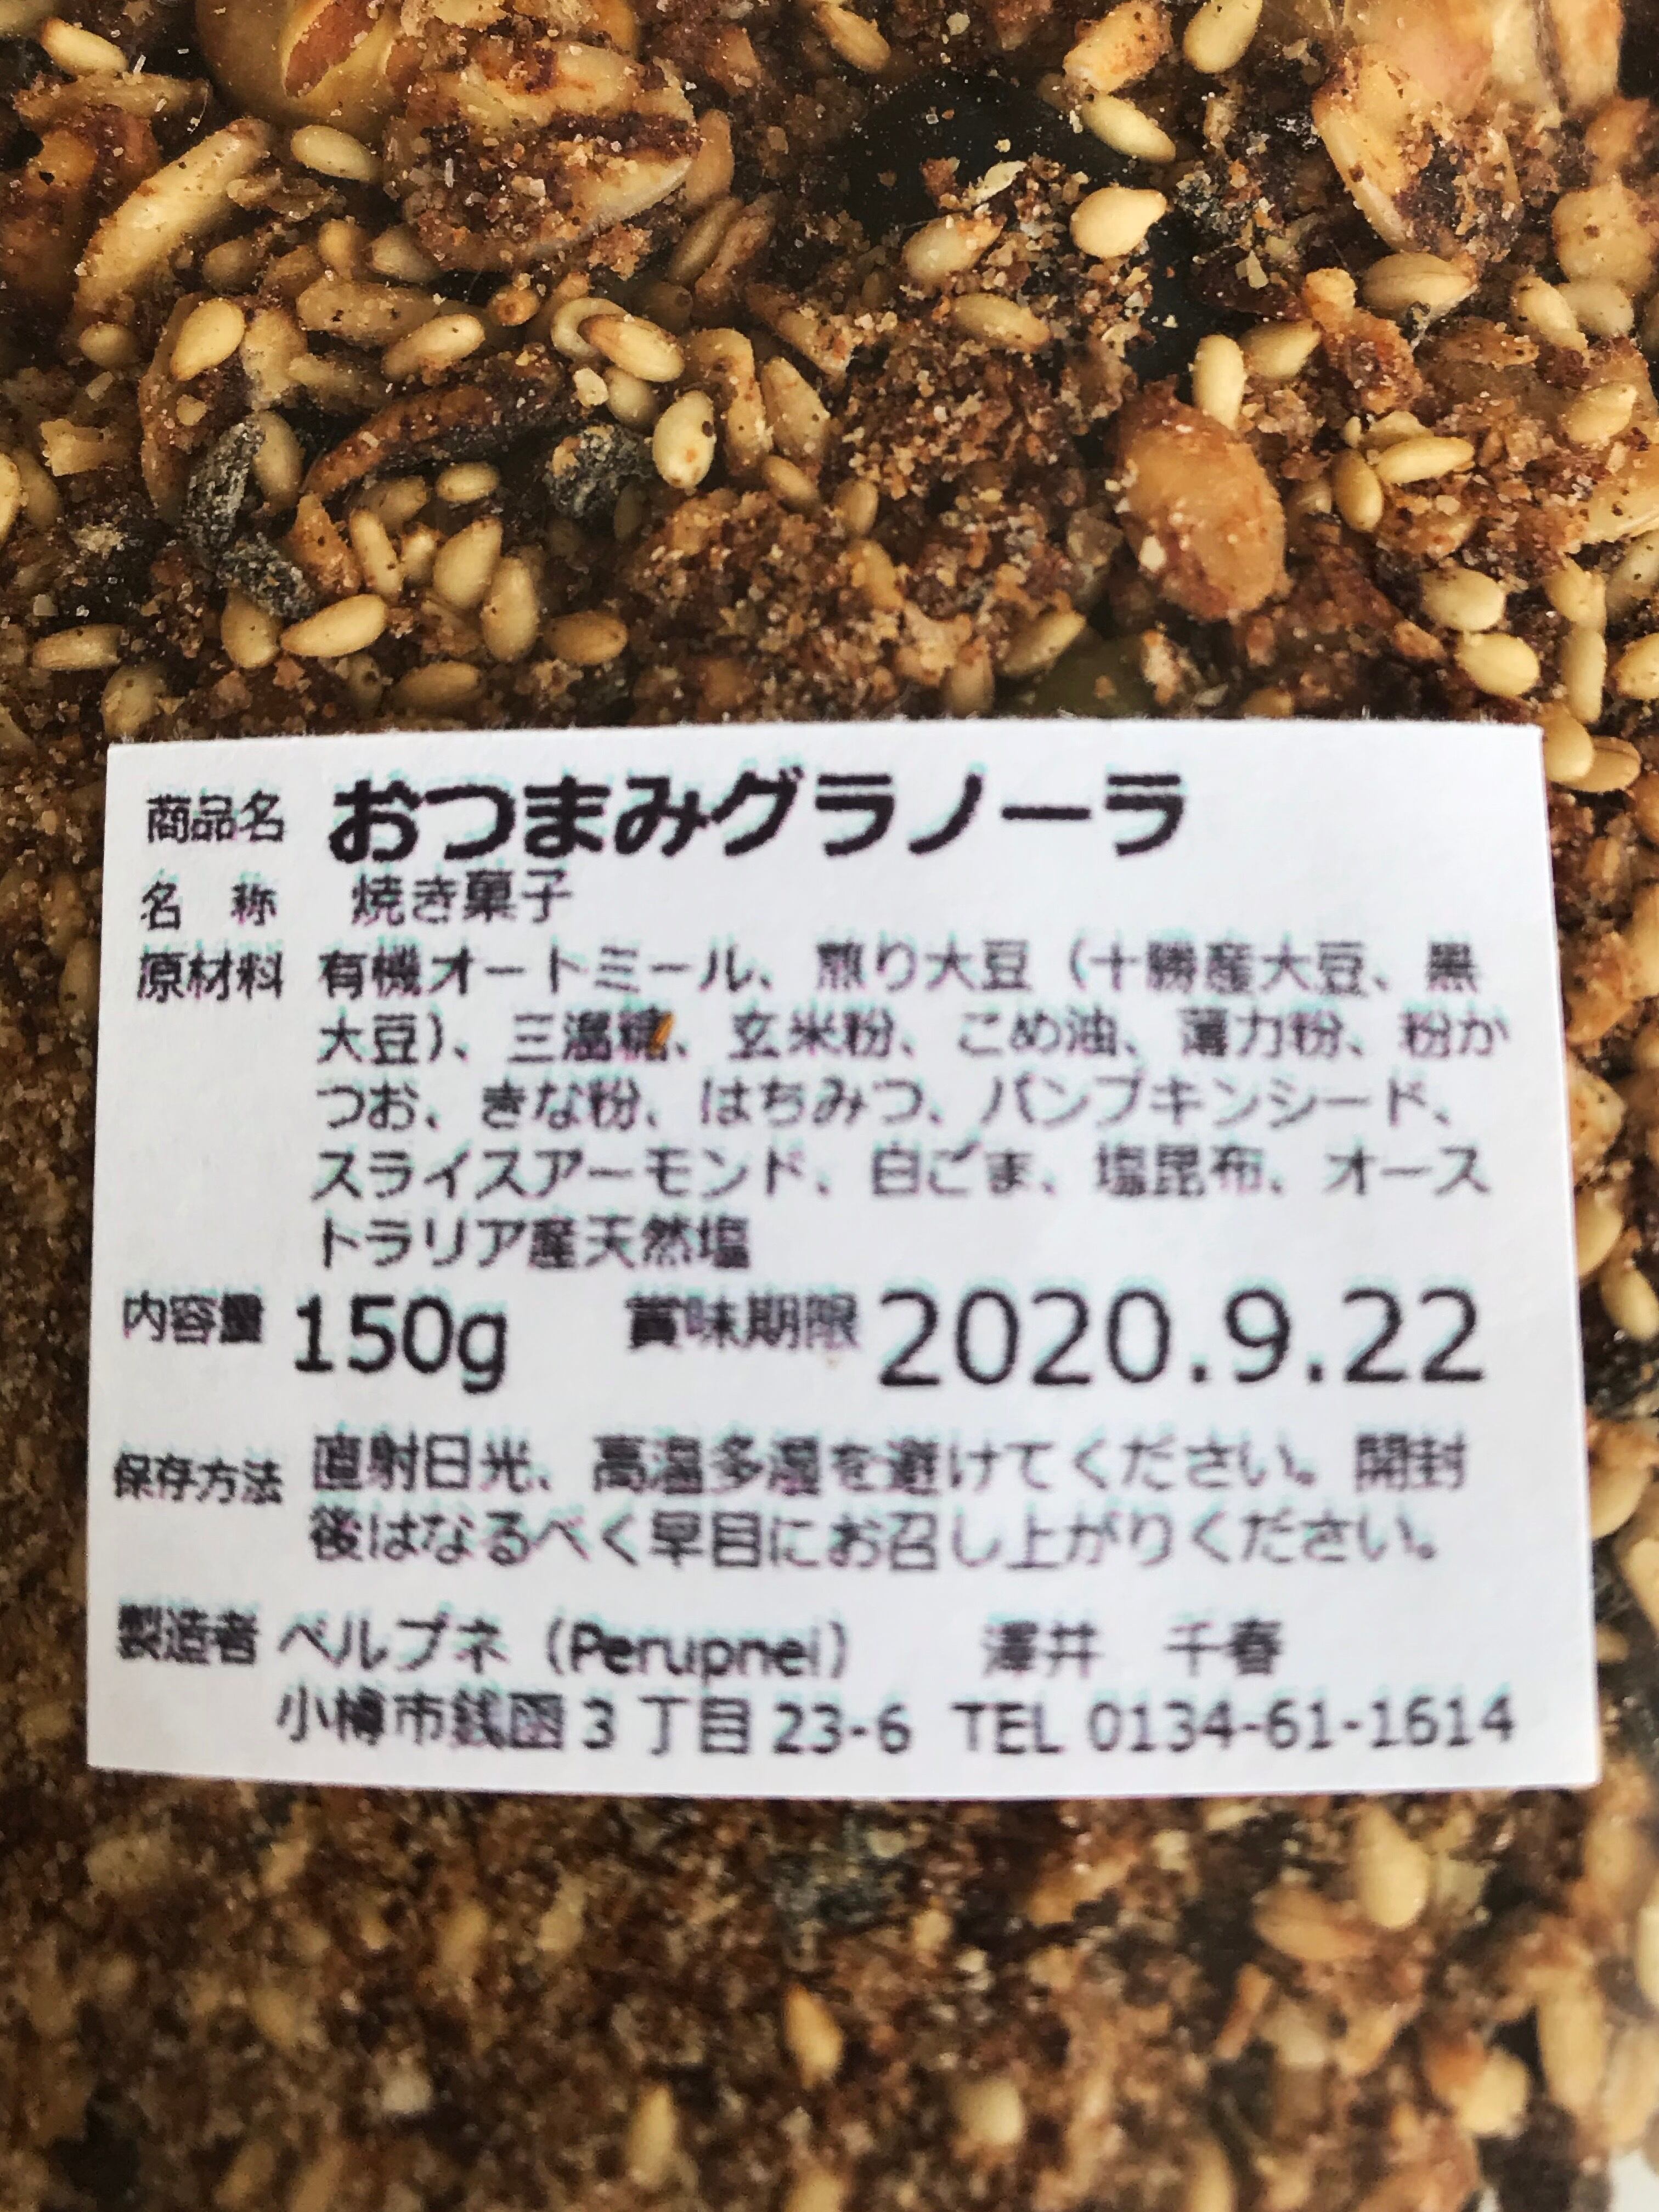 商品名 おつまみグラノーラ
名　称 焼き菓子
原材料 有機オートミール、煎り大豆（十勝産大豆、黒
大豆）、三温糖、玄米粉、こめ油、薄力粉、粉か
つお、きな粉、はちみつ、パンプキンシード、
スライスアーモンド、白ごま、塩昆布、オース
トラリア産天然塩
内容量 150g 賞味期限 2020.9.22
保存方法 直射日光、高温多湿を避けてください。開封
後はなるべく早目にお召し上がりください。
製造者 ペルプネ（Perupnei） 澤井　千春
小樽市銭函3丁目23-6 TEL 0134-61-1614